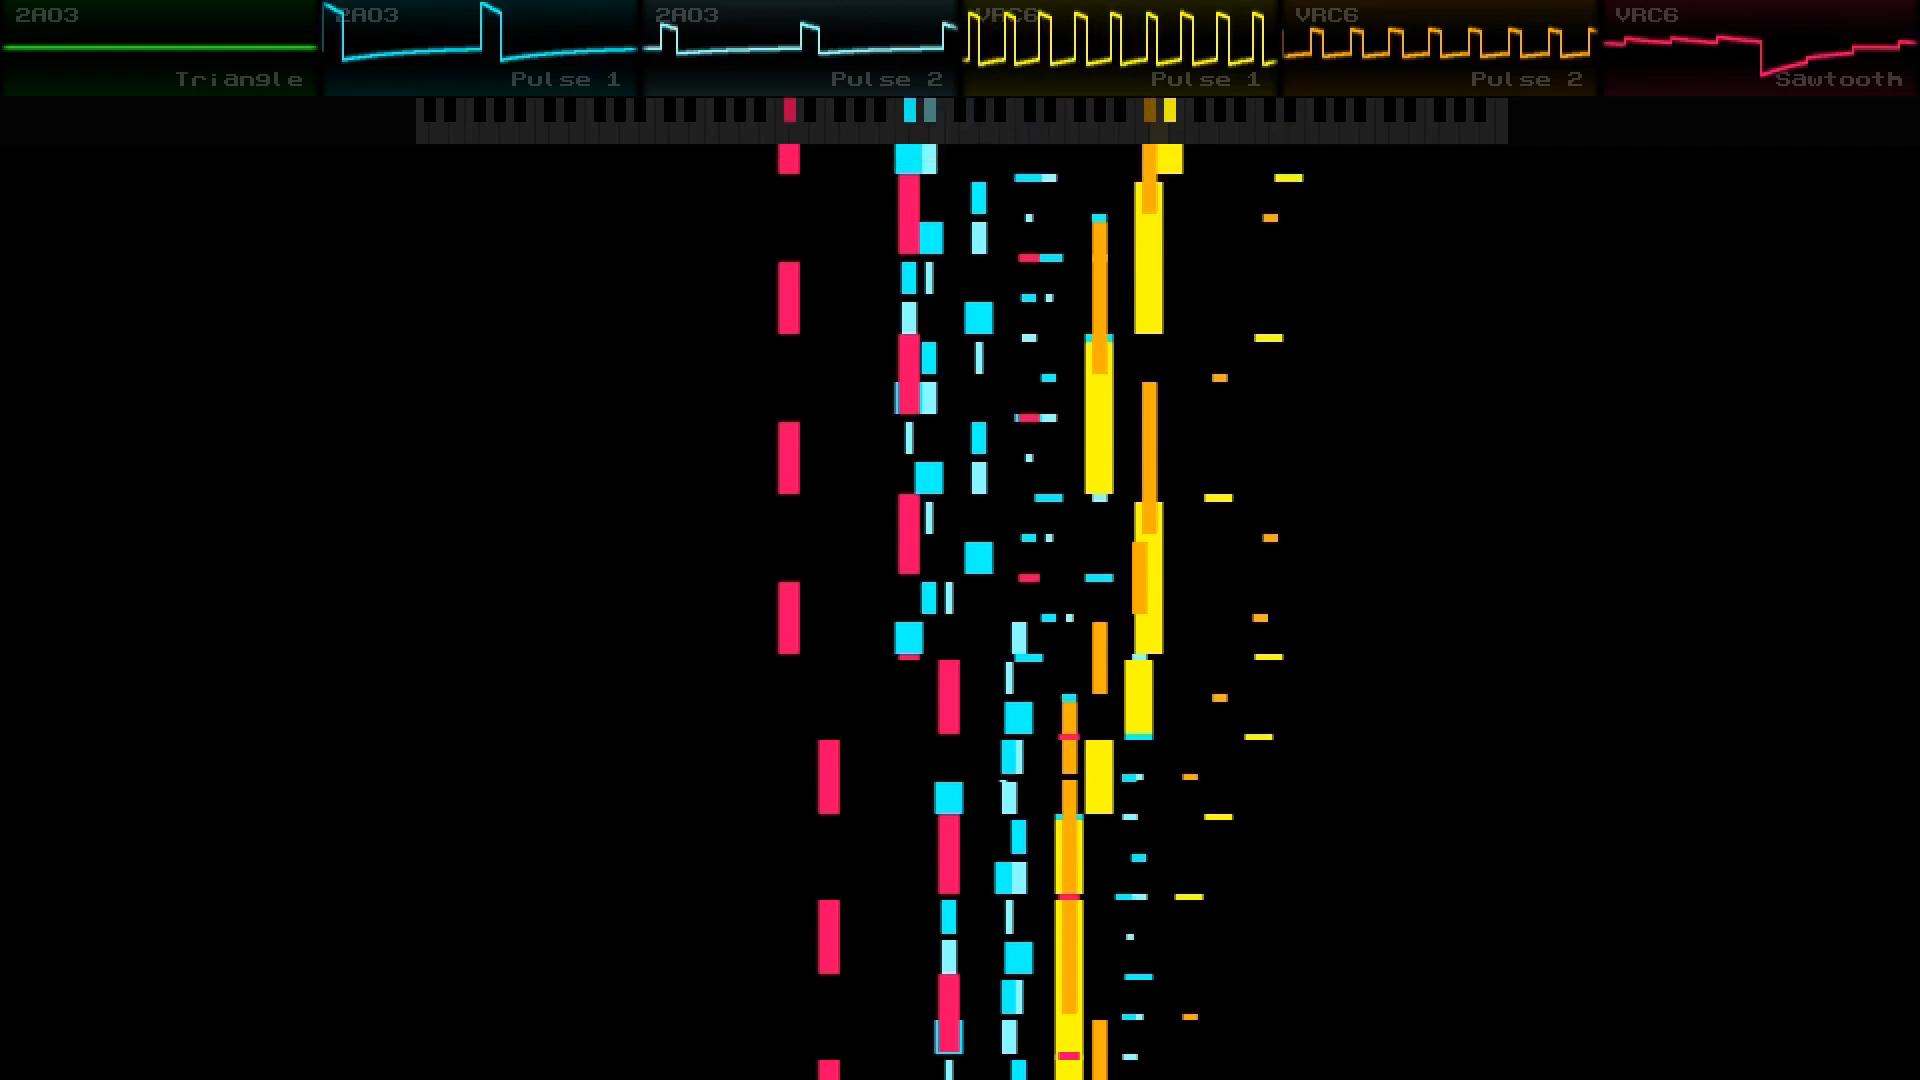 2A03
2A03
2A03
VRC6
VRC6
VRC6
Triangle
Pulse 1
Pulse 2
Pulse 1
Pulse 2
Sawtooth